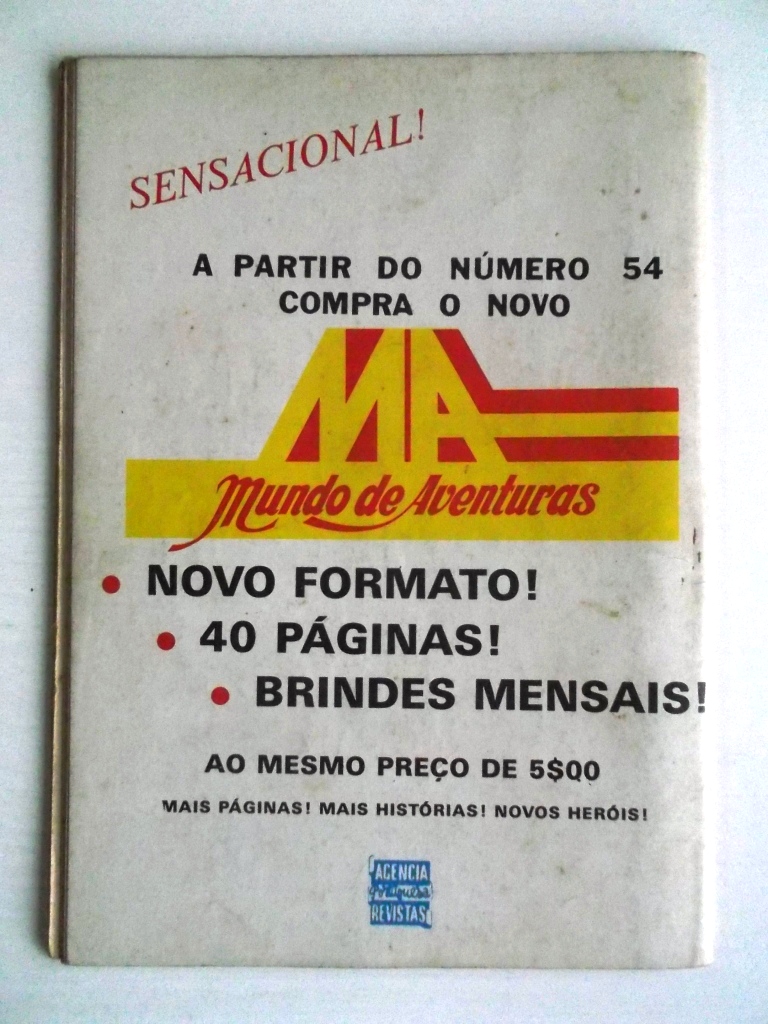 SENSACIONAL!
A PARTIR DO NÚMERO 54
COMPRA O NOVO
MA
Mundo de Aventuras
• NOVO FORMATO!
• 40 PÁGINAS!
• BRINDES MENSAIS!
AO MESMO PREÇO DE 5$00
MAIS PÁGINAS! MAIS HISTÓRIAS! NOVOS HERÓIS!
AGENCIA
Portuguesa
REVISTAS